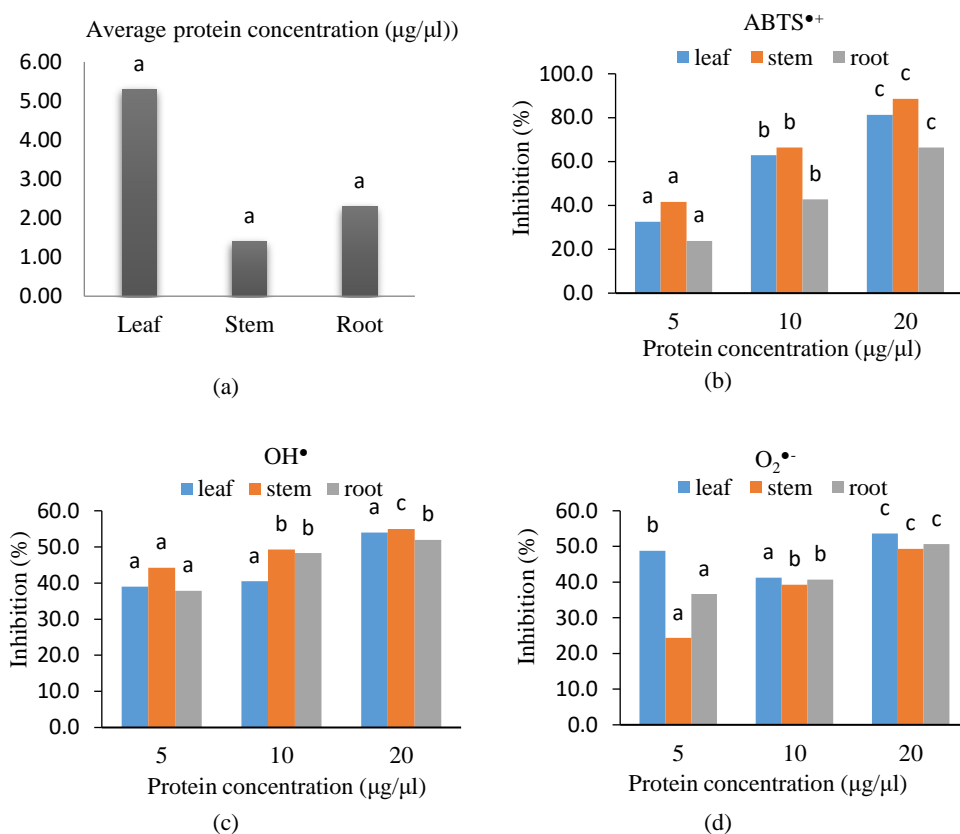 Average protein concentration (µg/µl))
6.00
5.00
4.00
3.00
2.00
1.00
0.00
a
a
a
Leaf Stem Root
(a)
ABTS●+
leaf stem root
Inhibition (%)
100.0
80.0
60.0
40.0
20.0
0.0
a a a
b b b
c c c
5 10 20
Protein concentration (µg/µl)
(b)
OH●
leaf stem root
Inhibition (%)
60.0
50.0
40.0
30.0
20.0
10.0
0.0
a a a
a b b
a c b
5 10 20
Protein concentration (µg/µl)
(c)
O2●-
leaf stem root
Inhibition (%)
60.0
50.0
40.0
30.0
20.0
10.0
0.0
b a a
a b b
c c c
5 10 20
Protein concentration (µg/µl)
(d)